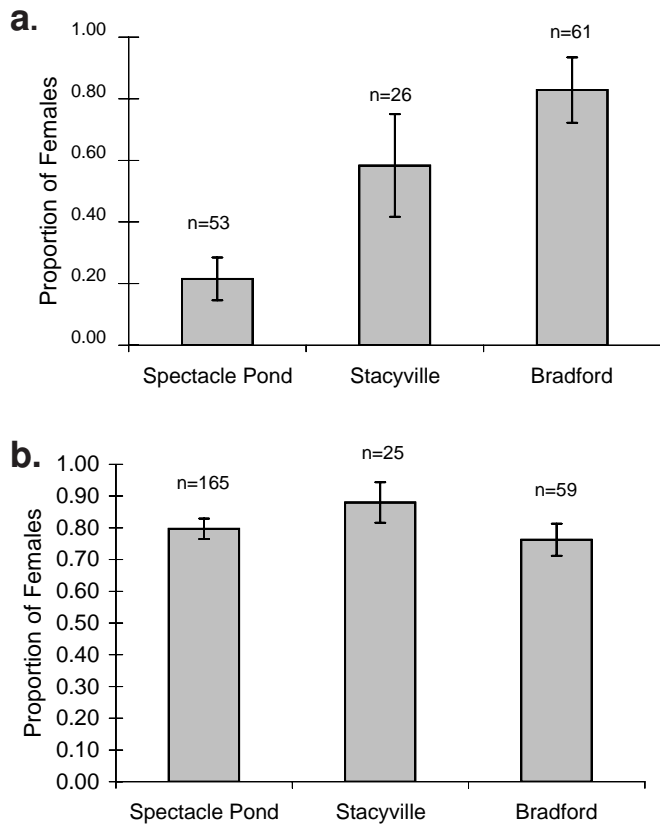 a.
Proportion of Females
1.00
0.80
0.60
0.40
0.20
0.00
n=53
n=26
n=61
Spectacle Pond Stacyville Bradford
b.
Proportion of Females
1.00
0.90
0.80
0.70
0.60
0.50
0.40
0.30
0.20
0.10
0.00
n=165
n=25
n=59
Spectacle Pond Stacyville Bradford